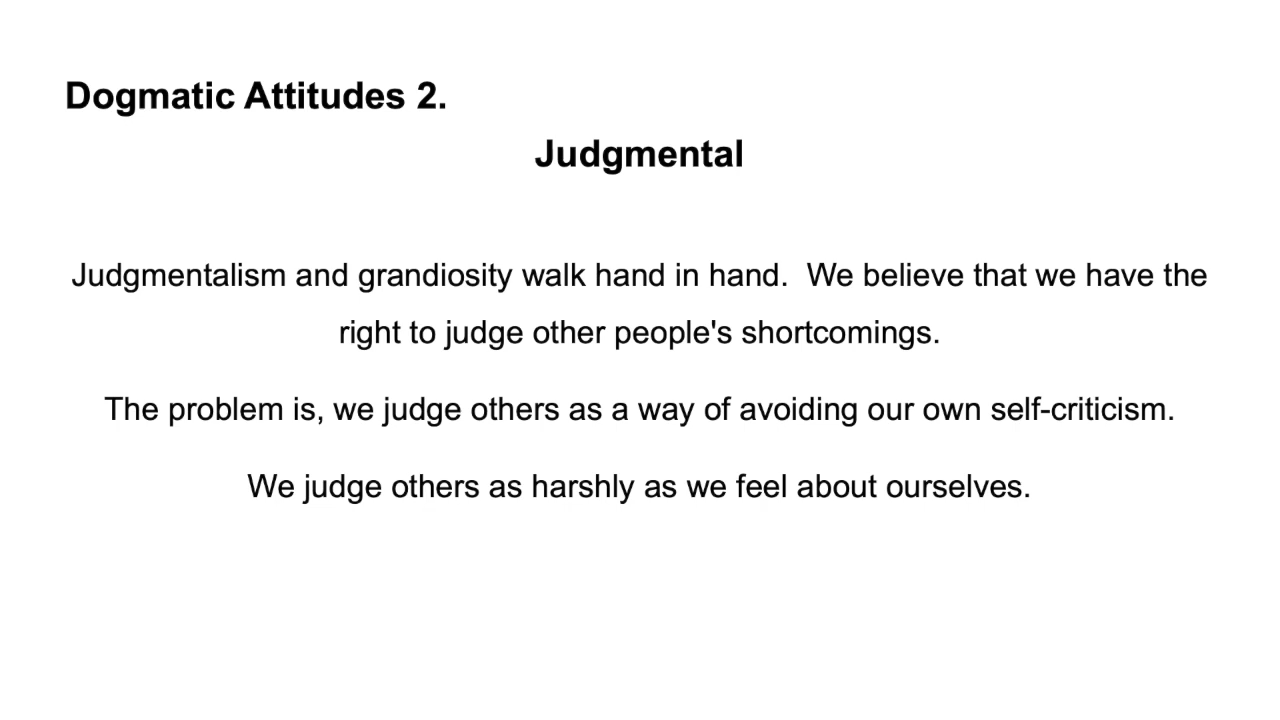 Dogmatic Attitudes 2.
Judgmental
Judgmentalism and grandiosity walk hand in hand.  We believe that we have the
right to judge other people's shortcomings.
The problem is, we judge others as a way of avoiding our own self-criticism.
We judge others as harshly as we feel about ourselves.